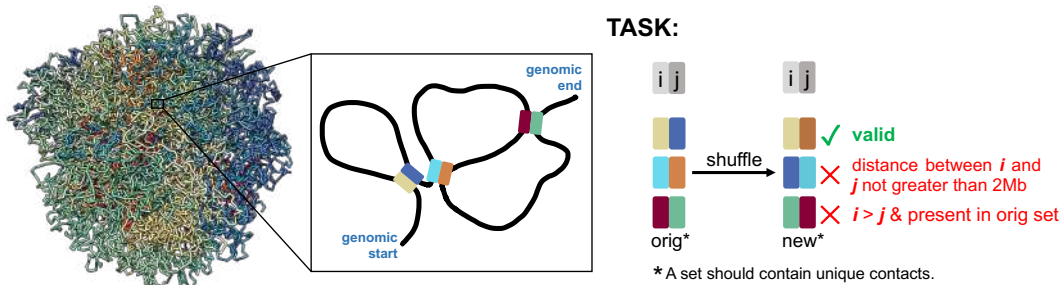 TASK:
genomic
end
genomic
start
i j
i j
shuffle
valid
distance between i and
j not greater than 2Mb
i > j & present in orig set
orig*
new*
* A set should contain unique contacts.